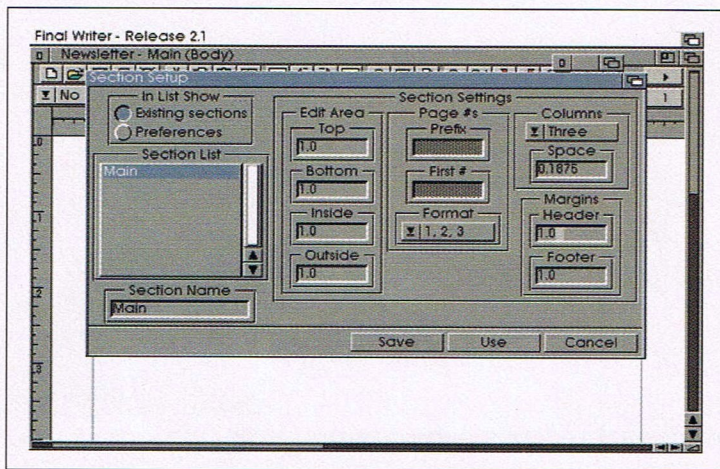 Final Writer - Release 2.1
Newsletter - Main (Body)
Section Setup
No
1
In List Show
Existing sections
Preferences
Section List
Main
Section Name
Main
Section Settings
Edit Area
Top
1.0
Bottom
1.0
Inside
1.0
Outside
1.0
Page #s
Prefix
First #
Format
1, 2, 3
Columns
Three
Space
0.1875
Margins
Header
1.0
Footer
1.0
Save
Use
Cancel